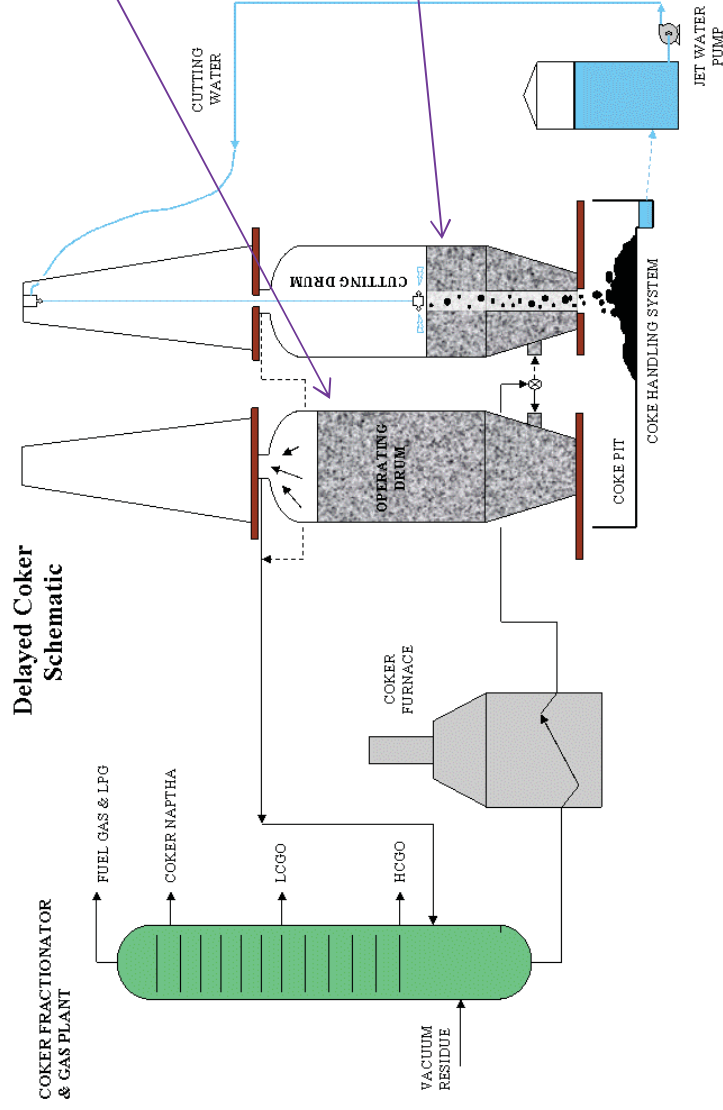 Delayed Coker
Schematic
COKER FRACTIONATOR
& GAS PLANT
FUEL GAS & LPG
COKER NAPTHA
LCGO
HCGO
VACUUM
RESIDUE
COKER
FURNACE
OPERATING
DRUM
CUTTING DRUM
CUTTING
WATER
COKE PIT
COKE HANDLING SYSTEM
JET WATER
PUMP